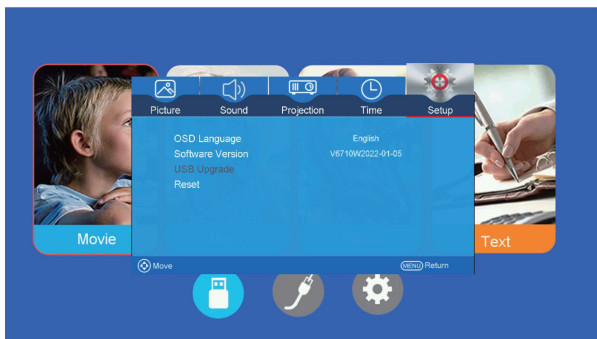 Picture Sound Projection Time Setup
OSD Language English
Software Version V6710W2022-01-05
USB Upgrade
Reset
Movie
Text
Move MENU Return